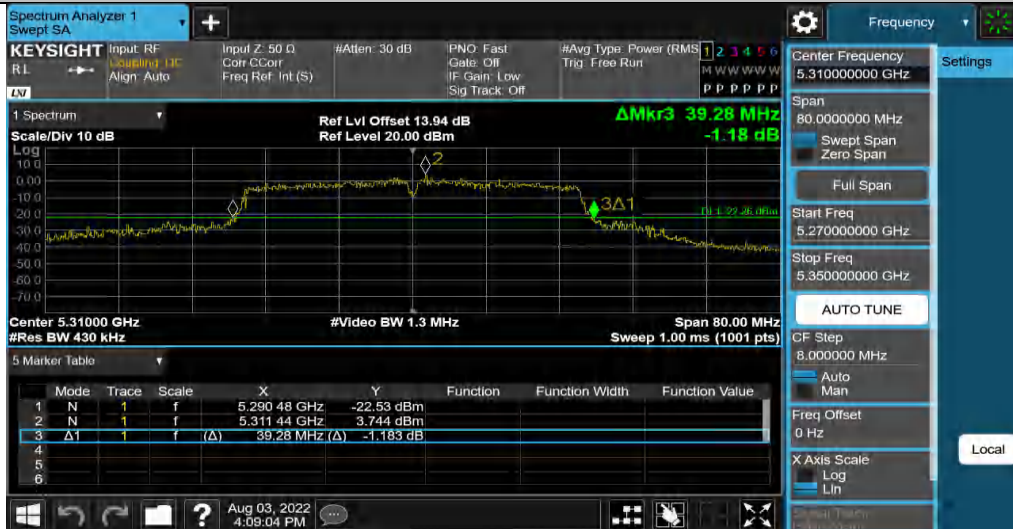 Spectrum Analyzer 1
Swept SA
+
Frequency
KEYSIGHT
RL
LXI
Input: RF
Coupling: DC
Align: Auto
Input Z: 50 Ω
Corr CCorr
Freq Ref: Int (S)
#Atten: 30 dB
PNO: Fast
Gate: Off
IF Gain: Low
Sig Track: Off
#Avg Type: Power (RMS
Trig: Free Run
1 2 3 4 5 6
M W W W W W
P P P P P P
1 Spectrum
Scale/Div 10 dB
Ref Lvl Offset 13.94 dB
Ref Level 20.00 dBm
ΔMkr3 39.28 MHz
-1.18 dB
Log
10.0
0.00
-10.0
-20.0
-30.0
-40.0
-50.0
-60.0
-70.0
2
3Δ1
DL1 -22.26 dBm
Center 5.31000 GHz
#Video BW 1.3 MHz
Span 80.00 MHz
#Res BW 430 kHz
Sweep 1.00 ms (1001 pts)
5 Marker Table
Mode Trace Scale X Y Function Function Width Function Value
1 N 1 f 5.290 48 GHz -22.53 dBm
2 N 1 f 5.311 44 GHz 3.744 dBm
3 Δ1 1 f (Δ) 39.28 MHz (Δ) -1.183 dB
4
5
6
?
Aug 03, 2022
4:09:04 PM
Center Frequency
5.310000000 GHz
Span
80.0000000 MHz
Swept Span
Zero Span
Full Span
Start Freq
5.270000000 GHz
Stop Freq
5.350000000 GHz
AUTO TUNE
CF Step
8.000000 MHz
Auto
Man
Freq Offset
0 Hz
X Axis Scale
Log
Lin
Settings
Local